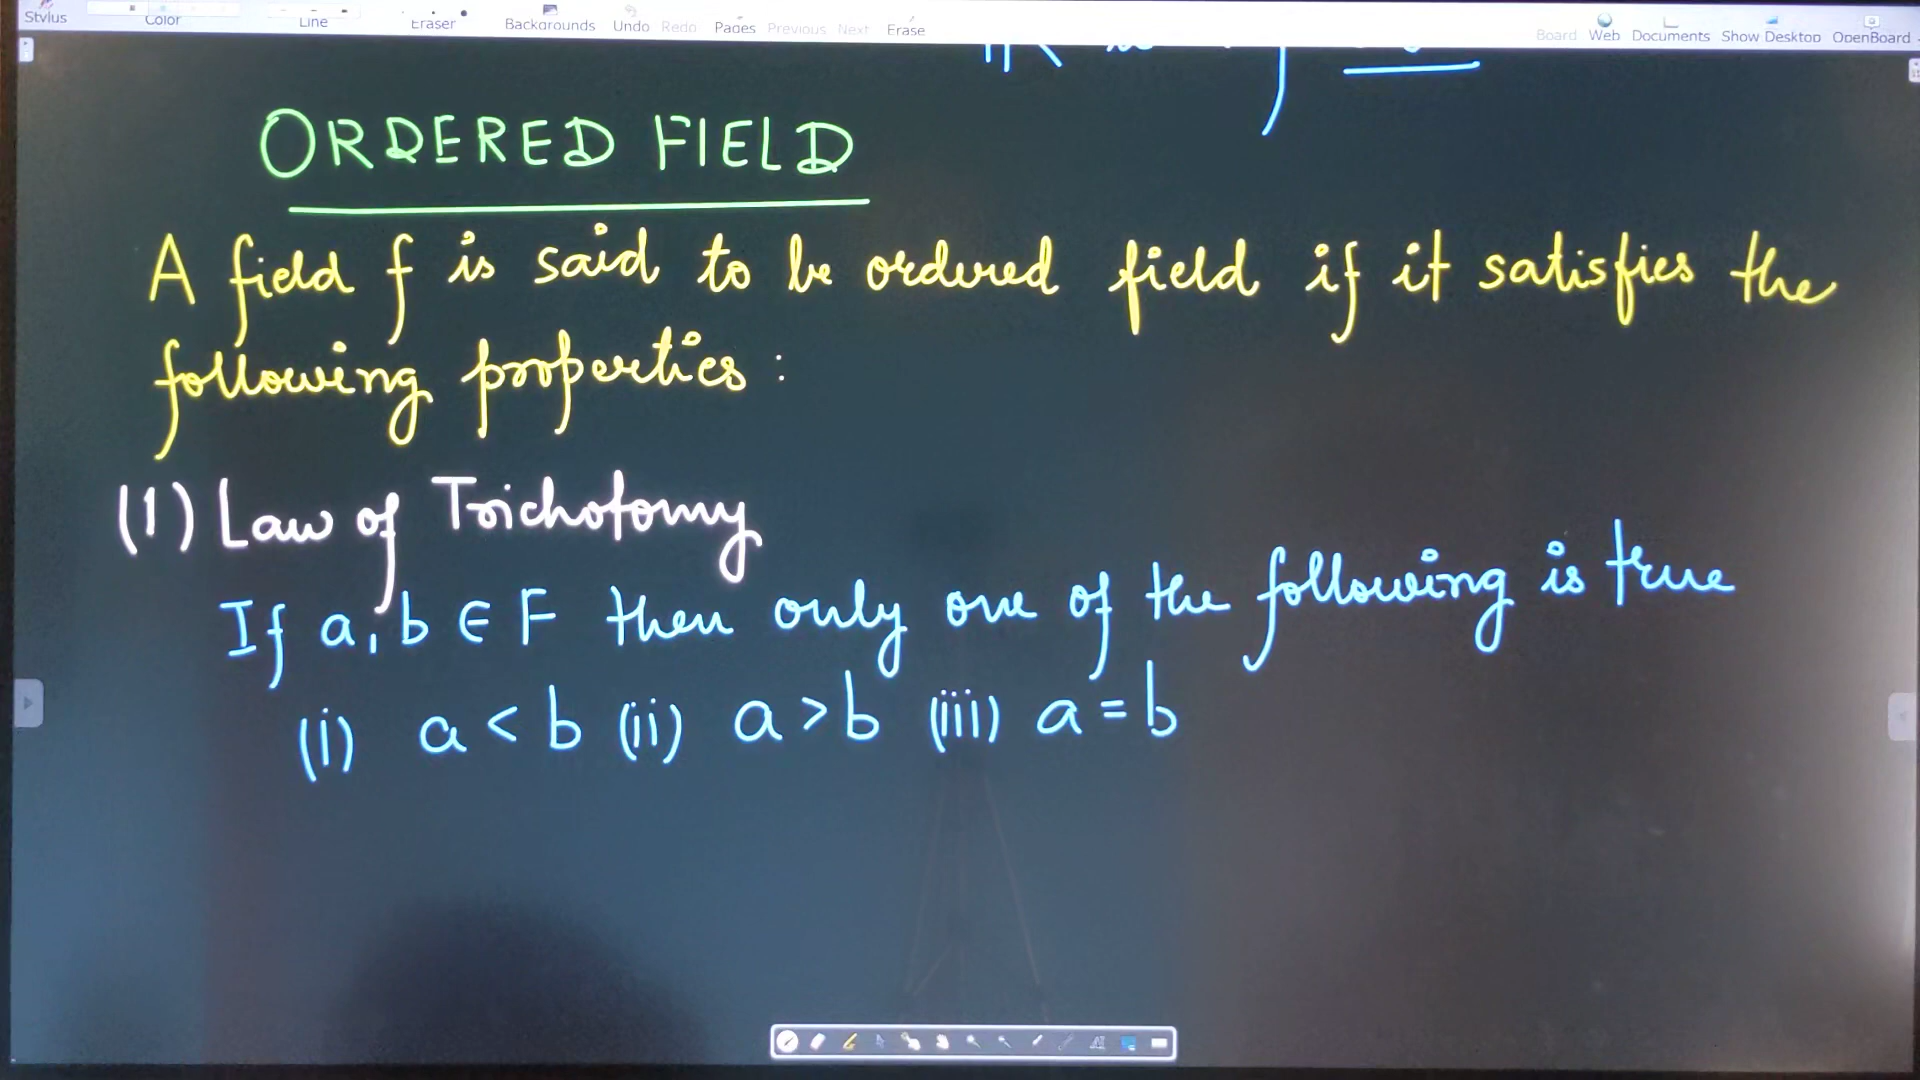 Stylus Color Line Eraser Backgrounds Undo Redo Pages Previous Next Erase Board Web Documents Show Desktop OpenBoard
ORDERED FIELD
A field f is said to be ordered field if it satisfies the
following properties :
(1) Law of Trichotomy
If a, b ∈ F then only one of the following is true
(i) a < b (ii) a > b (iii) a = b